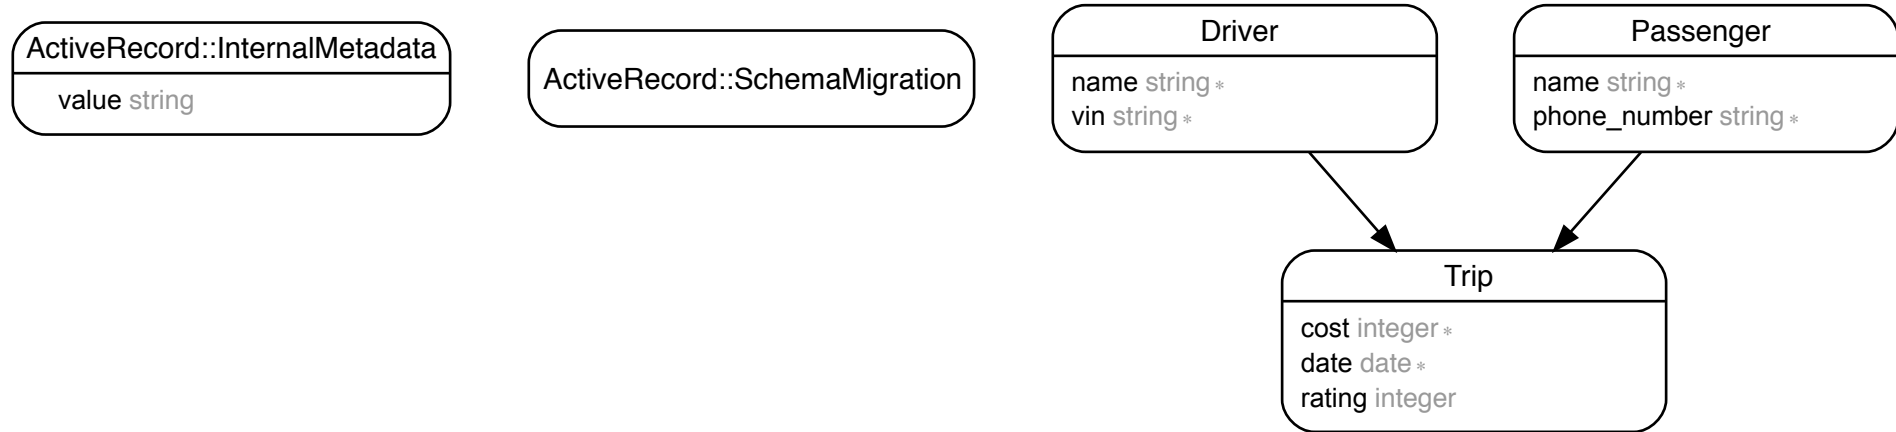 ActiveRecord::InternalMetadata
value string
ActiveRecord::SchemaMigration
Driver
name string *
vin string *
Passenger
name string *
phone_number string *
Trip
cost integer *
date date *
rating integer